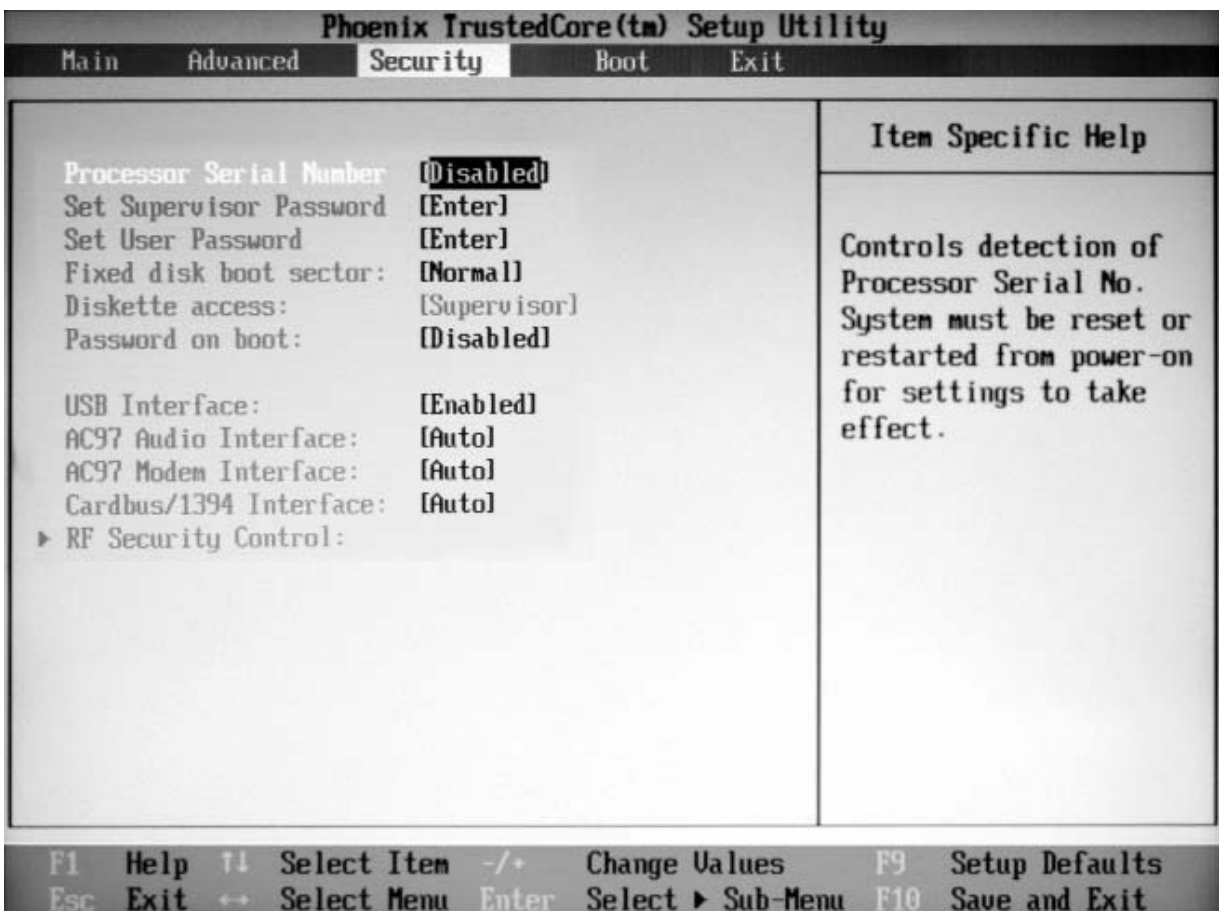 Phoenix TrustedCore(tm) Setup Utility
Main Advanced Security Boot Exit
Item Specific Help
Processor Serial Number [Disabled]
Set Supervisor Password [Enter]
Set User Password [Enter]
Fixed disk boot sector: [Normal]
Diskette access: [Supervisor]
Password on boot: [Disabled]
USB Interface: [Enabled]
AC97 Audio Interface: [Auto]
AC97 Modem Interface: [Auto]
Cardbus/1394 Interface: [Auto]
▶ RF Security Control:
Controls detection of
Processor Serial No.
System must be reset or
restarted from power-on
for settings to take
effect.
F1 Help ↑↓ Select Item -/+ Change Values F9 Setup Defaults
Esc Exit ↔ Select Menu Enter Select ▶ Sub-Menu F10 Save and Exit